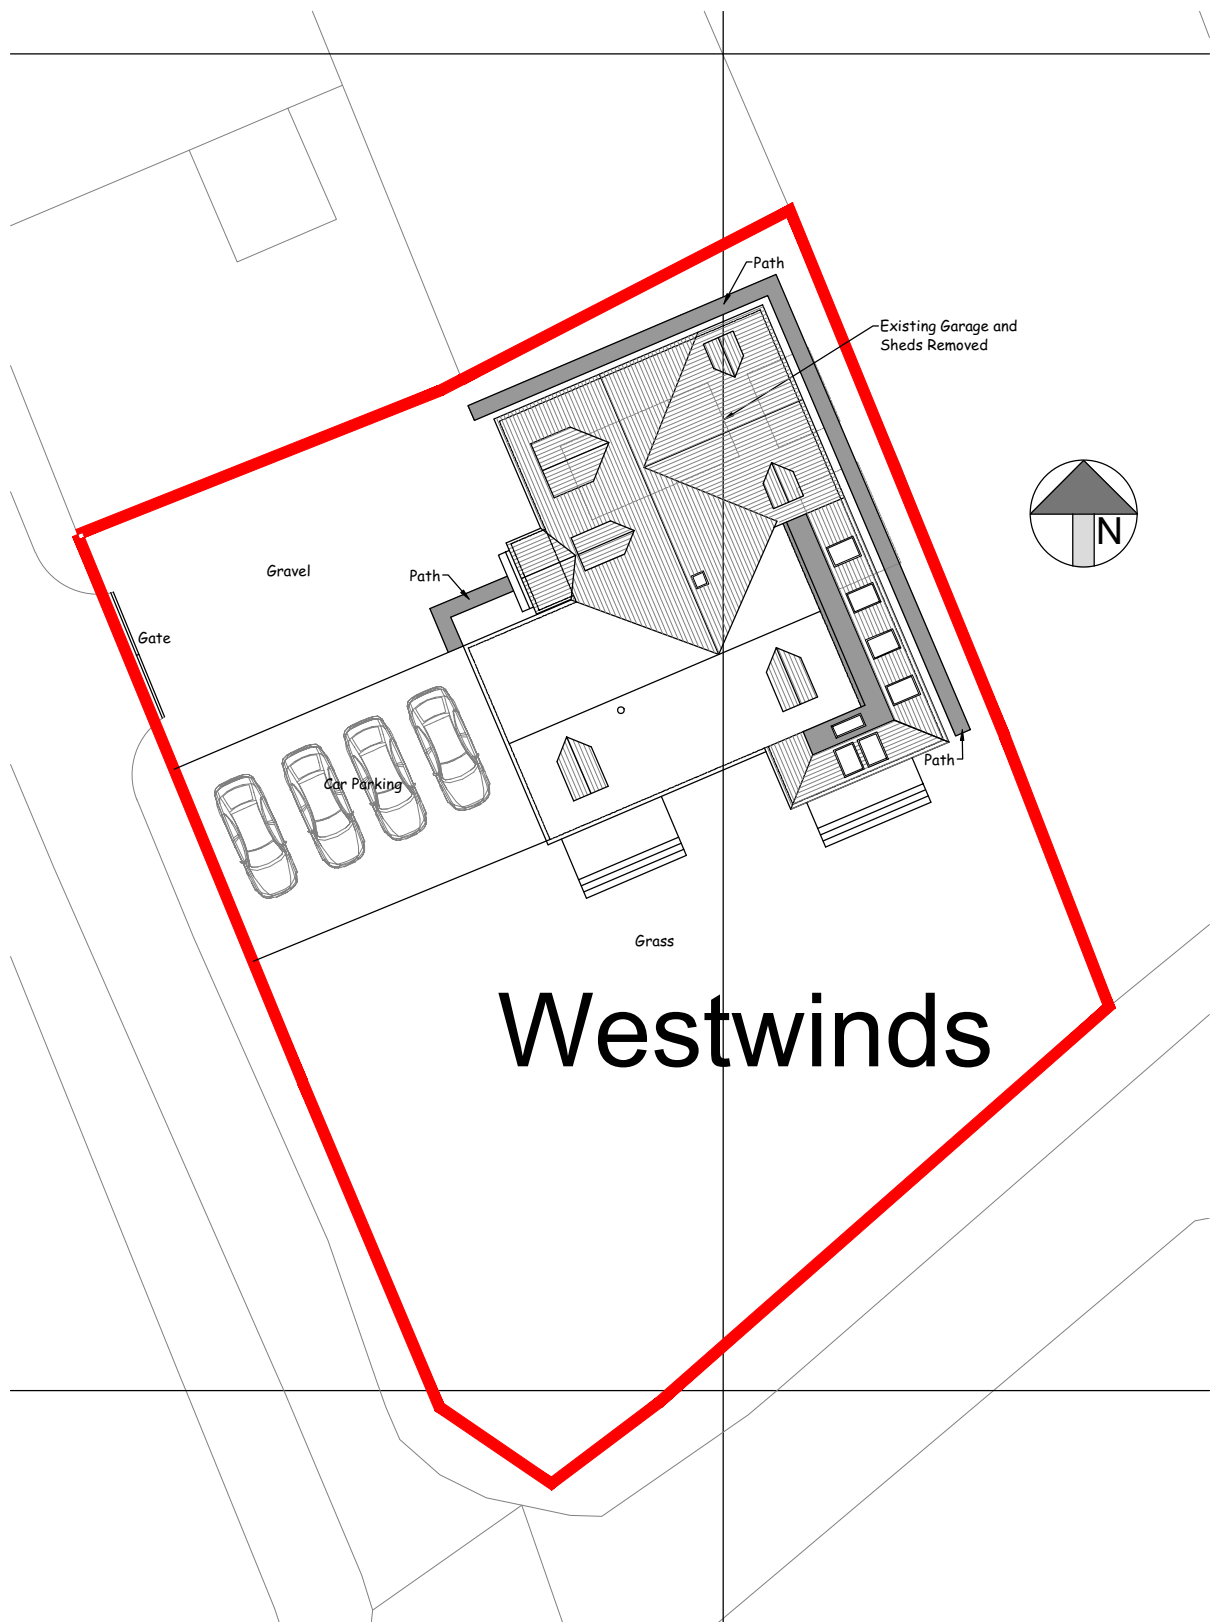 Path
Existing Garage and
Sheds Removed
N
Gravel
Path
Gate
Path
Car Parking
Grass
Westwinds